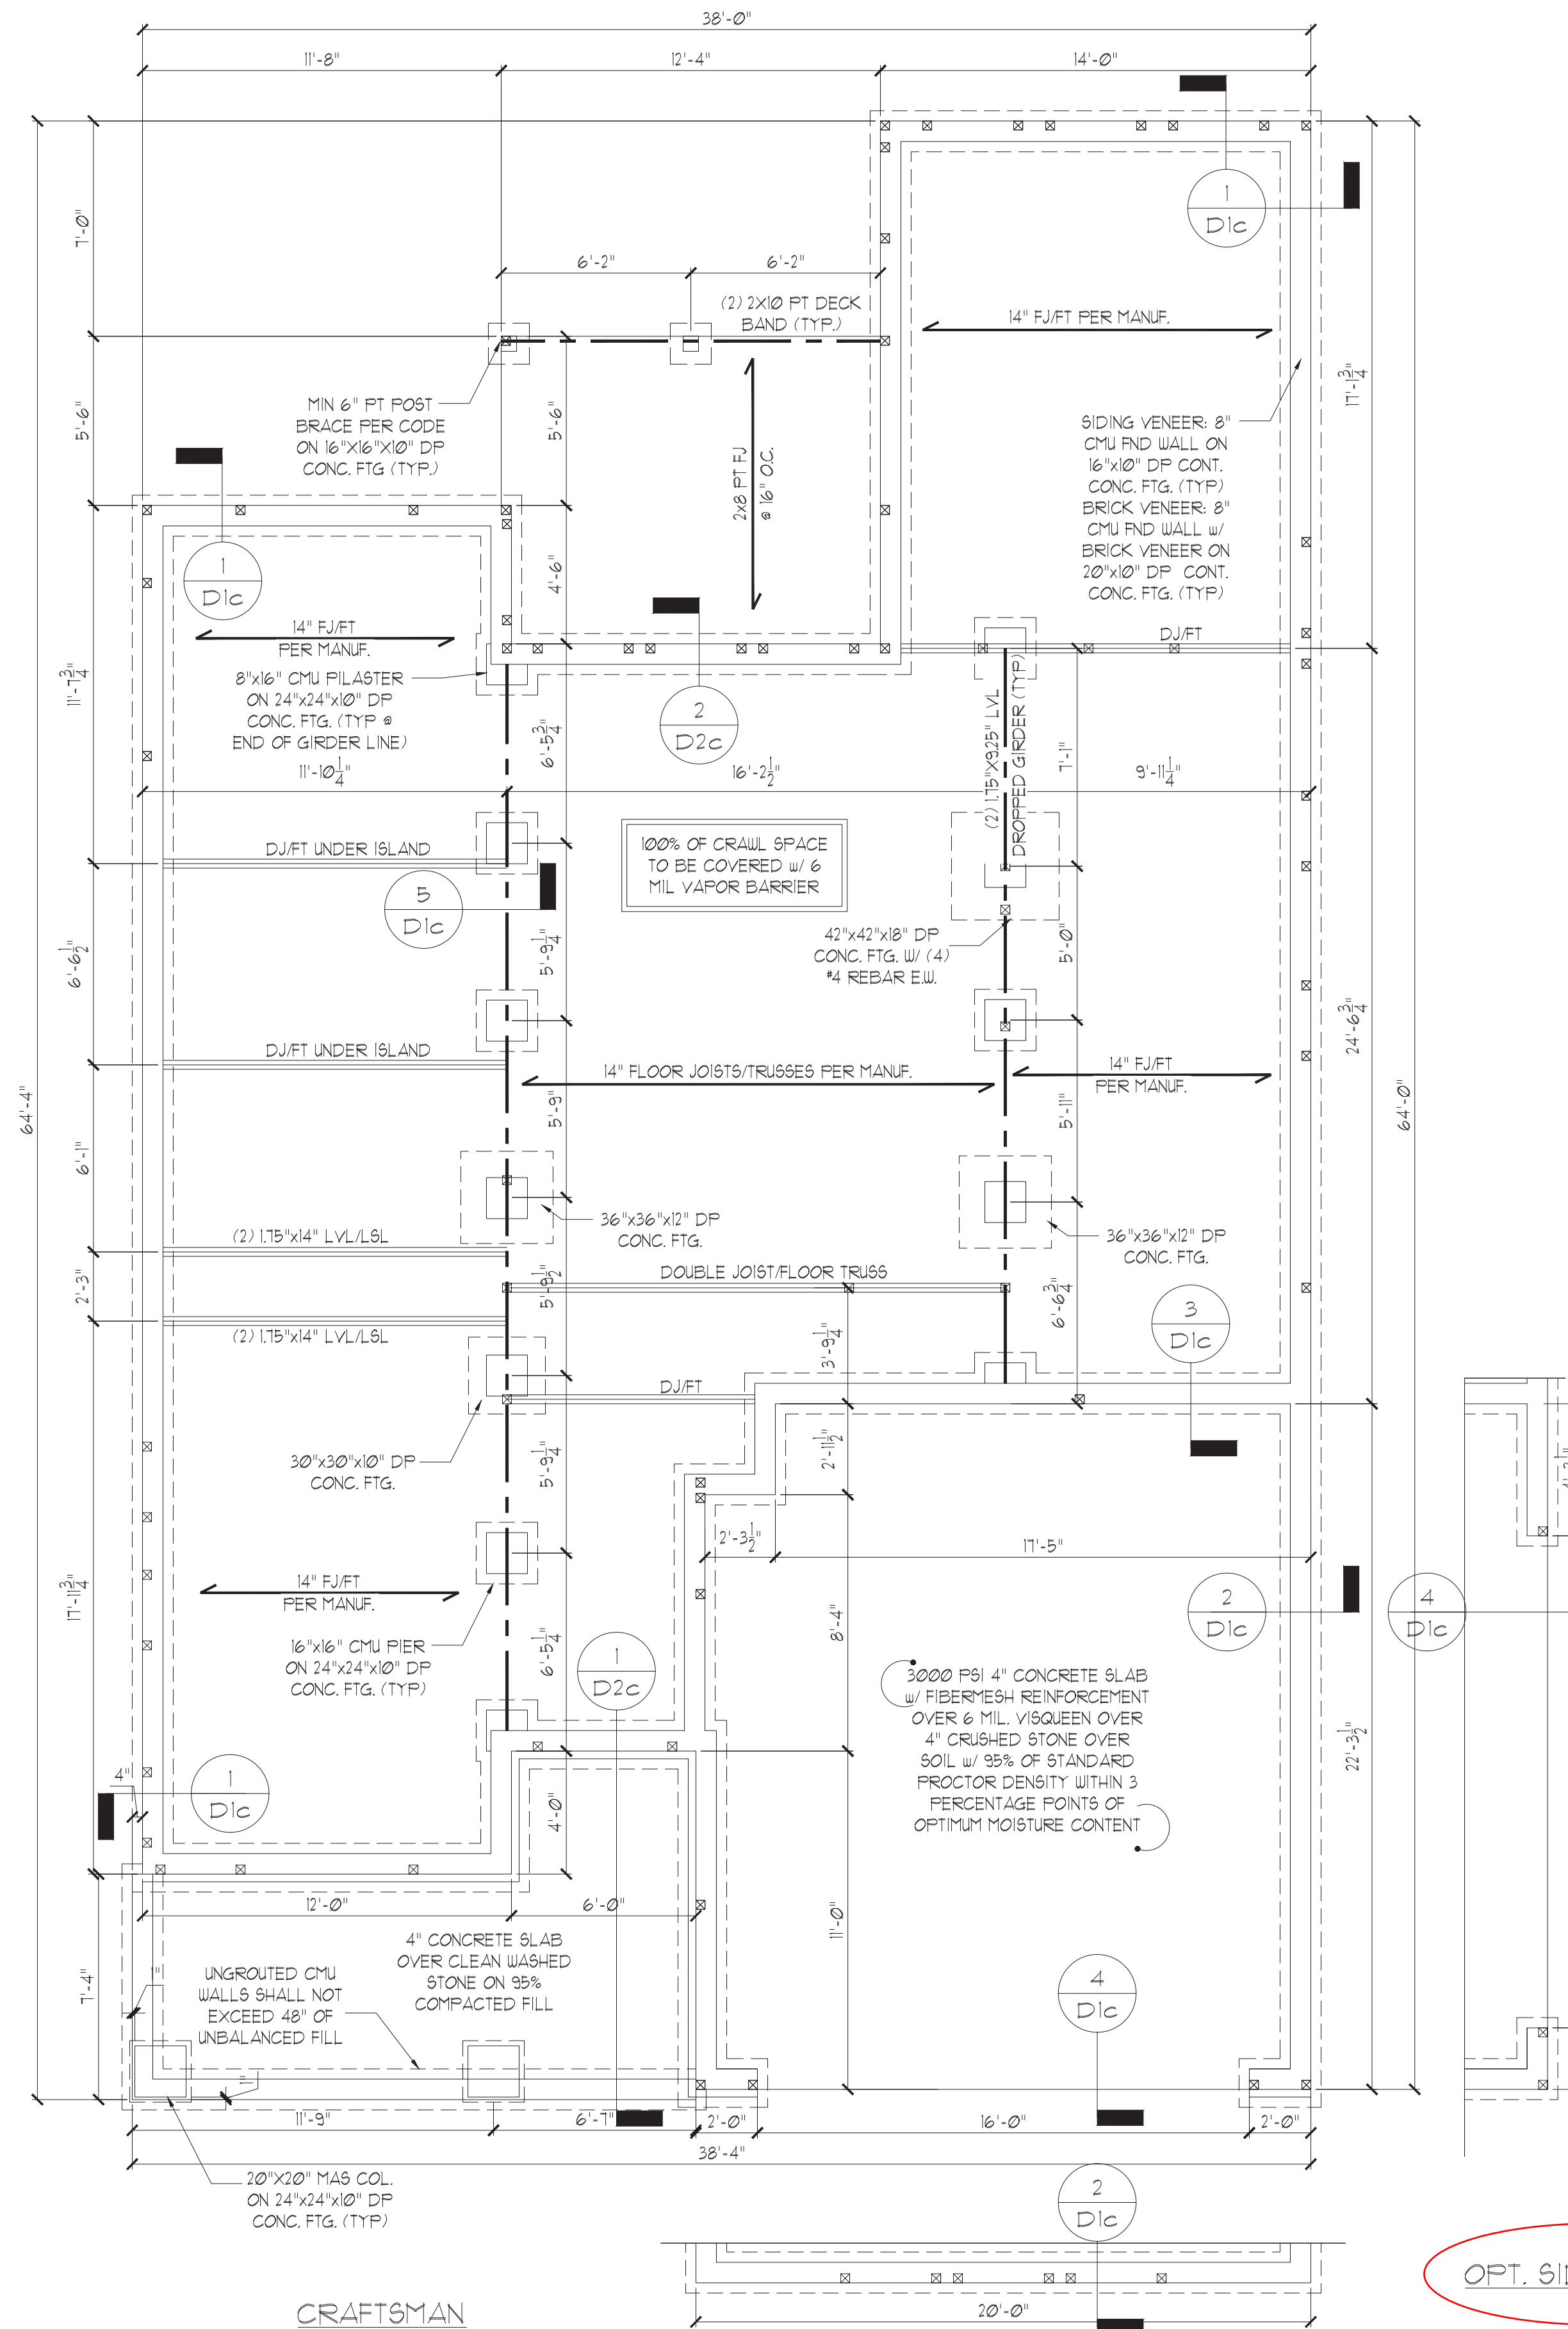 38'-0"
11'-8"
12'-4"
14'-0"
1
D1c
7'-0"
6'-2"
6'-2"
(2) 2X10 PT DECK
BAND (TYP.)
14" FJ/FT PER MANUF.
17'-1 3/4"
5'-6"
MIN 6" PT POST
BRACE PER CODE
ON 16"X16"X10" DP
CONC. FTG (TYP.)
5'-6"
2x8 PT FJ
@ 16" O.C.
SIDING VENEER: 8"
CMU FND WALL ON
16"x10" DP CONT.
CONC. FTG. (TYP)
BRICK VENEER: 8"
CMU FND WALL w/
BRICK VENEER ON
20"x10" DP CONT.
CONC. FTG. (TYP)
1
D1c
4'-6"
14" FJ/FT
PER MANUF.
DJ/FT
11'-7 3/4"
8"x16" CMU PILASTER
ON 24"x24"x10" DP
CONC. FTG. (TYP @
END OF GIRDER LINE)
2
D2c
6'-5 3/4"
(2) 1.75"X9.25" LVL
DROPPED GIRDER (TYP)
7'-1"
11'-10 1/4"
16'-2 1/2"
9'-11 1/4"
DJ/FT UNDER ISLAND
100% OF CRAWL SPACE
TO BE COVERED w/ 6
MIL VAPOR BARRIER
5
D1c
6'-6 1/2"
5'-9 1/4"
42"x42"x18" DP
CONC. FTG. W/ (4)
#4 REBAR E.W.
5'-0"
24'-6 3/4"
DJ/FT UNDER ISLAND
14" FLOOR JOISTS/TRUSSES PER MANUF.
14" FJ/FT
PER MANUF.
64'-4"
64'-0"
6'-1"
5'-9"
5'-11"
36"x36"x12" DP
CONC. FTG.
36"x36"x12" DP
CONC. FTG.
(2) 1.75"x14" LVL/LSL
2'-3"
DOUBLE JOIST/FLOOR TRUSS
5'-9 1/2"
6'-6 3/4"
3
D1c
(2) 1.75"x14" LVL/LSL
3'-9 1/4"
DJ/FT
30"x30"x10" DP
CONC. FTG.
5'-9 1/4"
2'-11 1/2"
2'-3 1/2"
17'-5"
17'-11 3/4"
14" FJ/FT
PER MANUF.
2
D1c
4
D1c
16"x16" CMU PIER
ON 24"x24"x10" DP
CONC. FTG. (TYP)
6'-5 1/4"
1
D2c
8'-4"
3000 PSI 4" CONCRETE SLAB
w/ FIBERMESH REINFORCEMENT
OVER 6 MIL. VISQUEEN OVER
4" CRUSHED STONE OVER
SOIL w/ 95% OF STANDARD
PROCTOR DENSITY WITHIN 3
PERCENTAGE POINTS OF
OPTIMUM MOISTURE CONTENT
22'-3 1/2"
4"
1
D1c
4'-0"
12'-0"
6'-0"
11'-0"
4" CONCRETE SLAB
OVER CLEAN WASHED
STONE ON 95%
COMPACTED FILL
7'-4"
1"
UNGROUTED CMU
WALLS SHALL NOT
EXCEED 48" OF
UNBALANCED FILL
4
D1c
1"
11'-9"
6'-7"
2'-0"
16'-0"
2'-0"
38'-4"
20"X20" MAS COL.
ON 24"x24"x10" DP
CONC. FTG. (TYP)
2
D1c
20'-0"
CRAFTSMAN
OPT.